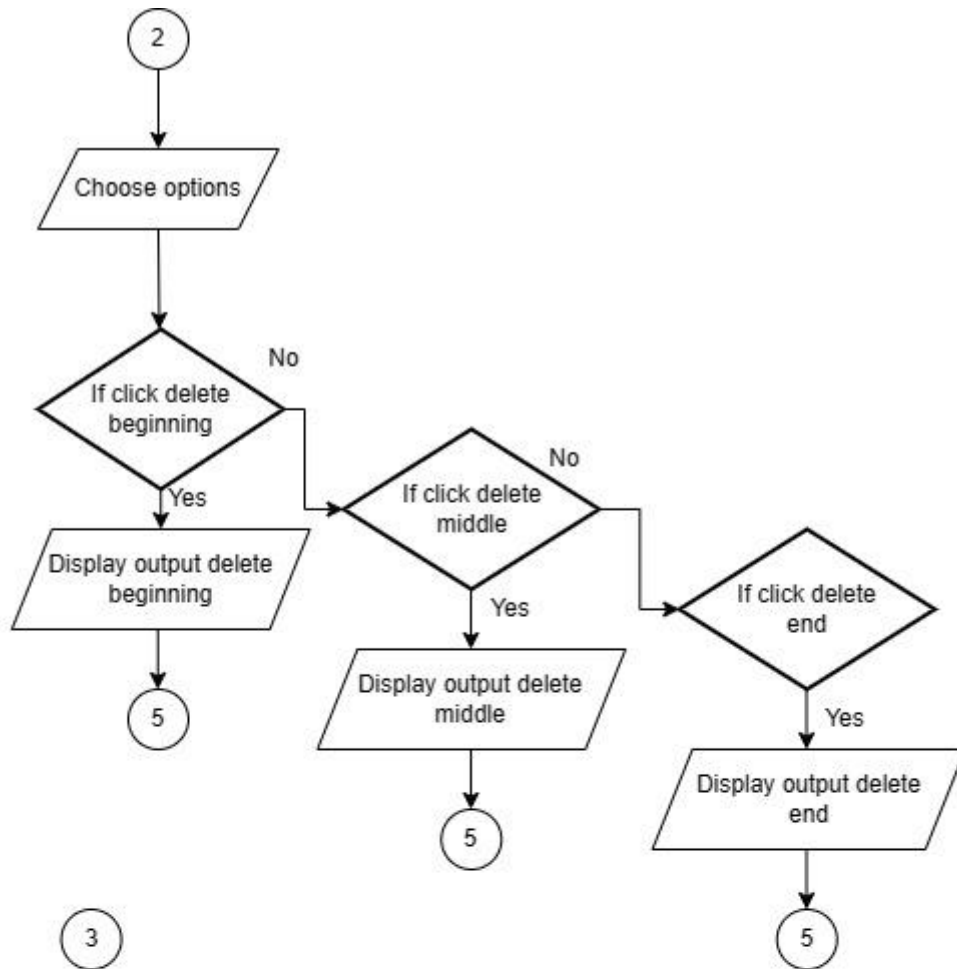 2
Choose options
No
If click delete
beginning
Yes
Display output delete
beginning
5
No
If click delete
middle
Yes
Display output delete
middle
5
If click delete
end
Yes
Display output delete
end
5
3